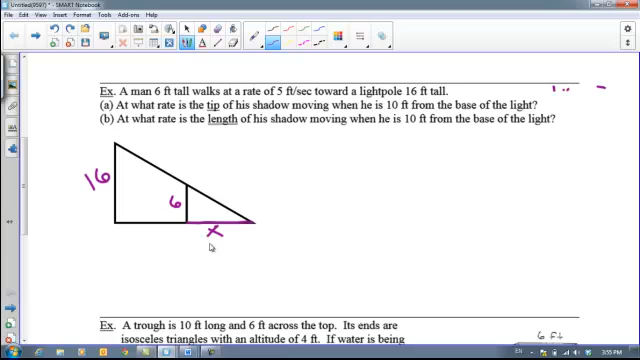 Untitled(9597) * - SMART Notebook
File Edit View Insert Format Tools Add-ons Help
Ex. A man 6 ft tall walks at a rate of 5 ft/sec toward a lightpole 16 ft tall.
(a) At what rate is the tip of his shadow moving when he is 10 ft from the base of the light?
(b) At what rate is the length of his shadow moving when he is 10 ft from the base of the light?
16
6
x
Ex. A trough is 10 ft long and 6 ft across the top. Its ends are
isosceles triangles with an altitude of 4 ft. If water is being
6 ft
EN
3:55 PM